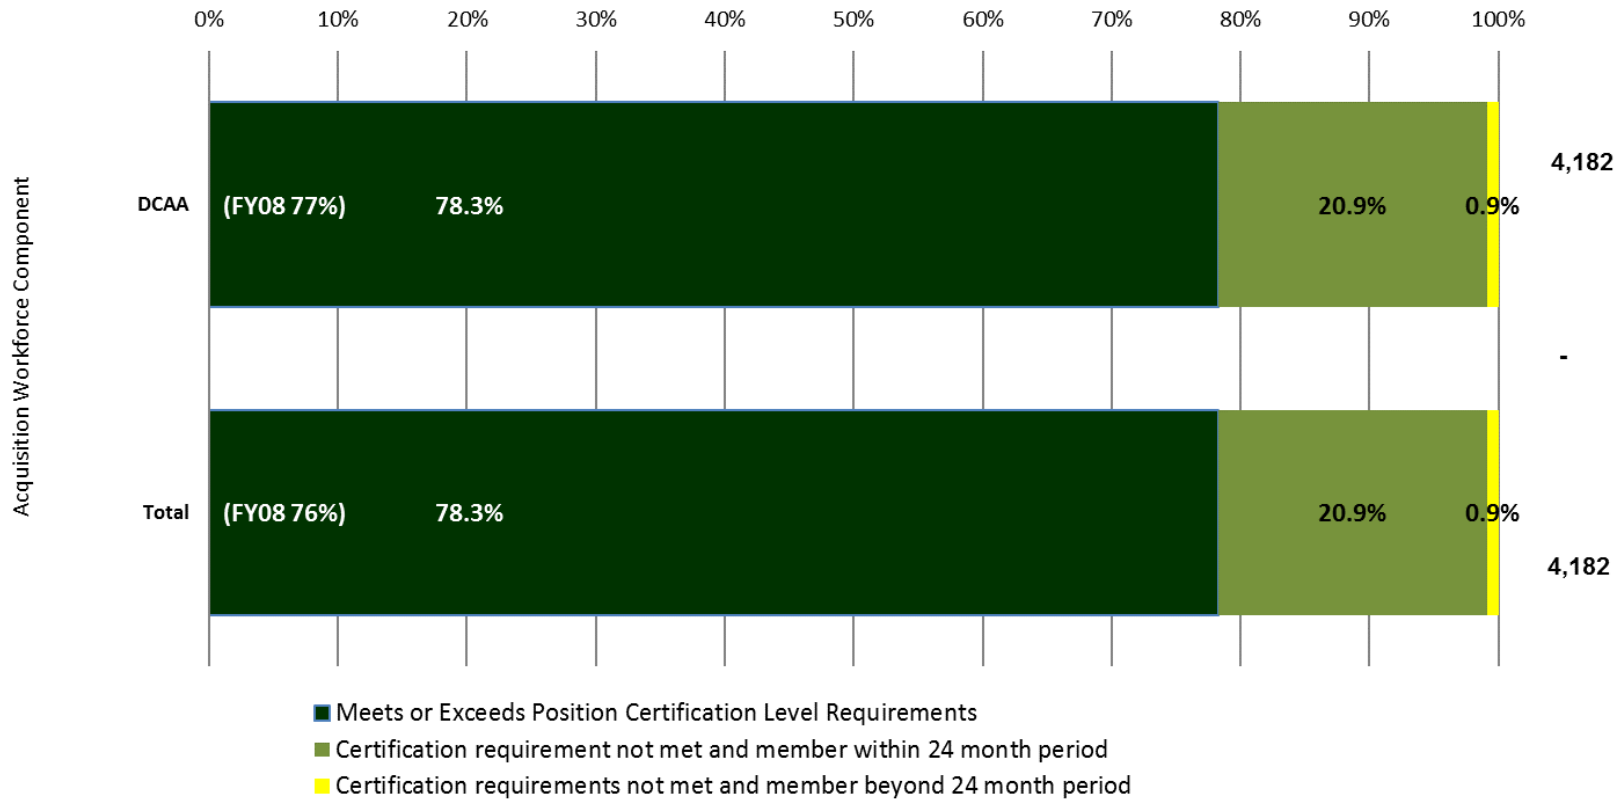 0% 10% 20% 30% 40% 50% 60% 70% 80% 90% 100%
Acquisition Workforce Component
4,182
DCAA (FY08 77%) 78.3% 20.9% 0.9%
-
Total (FY08 76%) 78.3% 20.9% 0.9%
4,182
Meets or Exceeds Position Certification Level Requirements
Certification requirement not met and member within 24 month period
Certification requirements not met and member beyond 24 month period